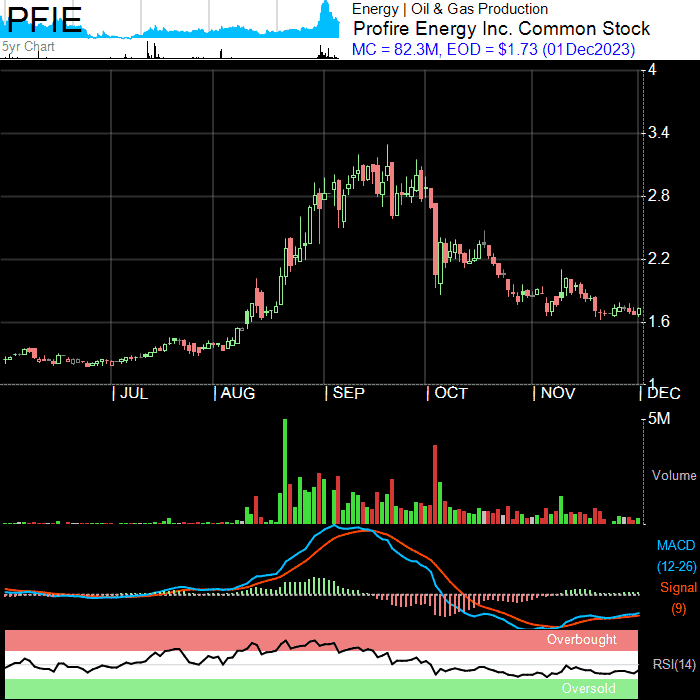 PFIE
5yr Chart
Energy | Oil & Gas Production
Profire Energy Inc. Common Stock
MC = 82.3M, EOD = $1.73 (01Dec2023)
4
3.4
2.8
2.2
1.6
1
JUL
AUG
SEP
OCT
NOV
DEC
5M
Volume
MACD
(12-26)
Signal
(9)
Overbought
RSI(14)
Oversold